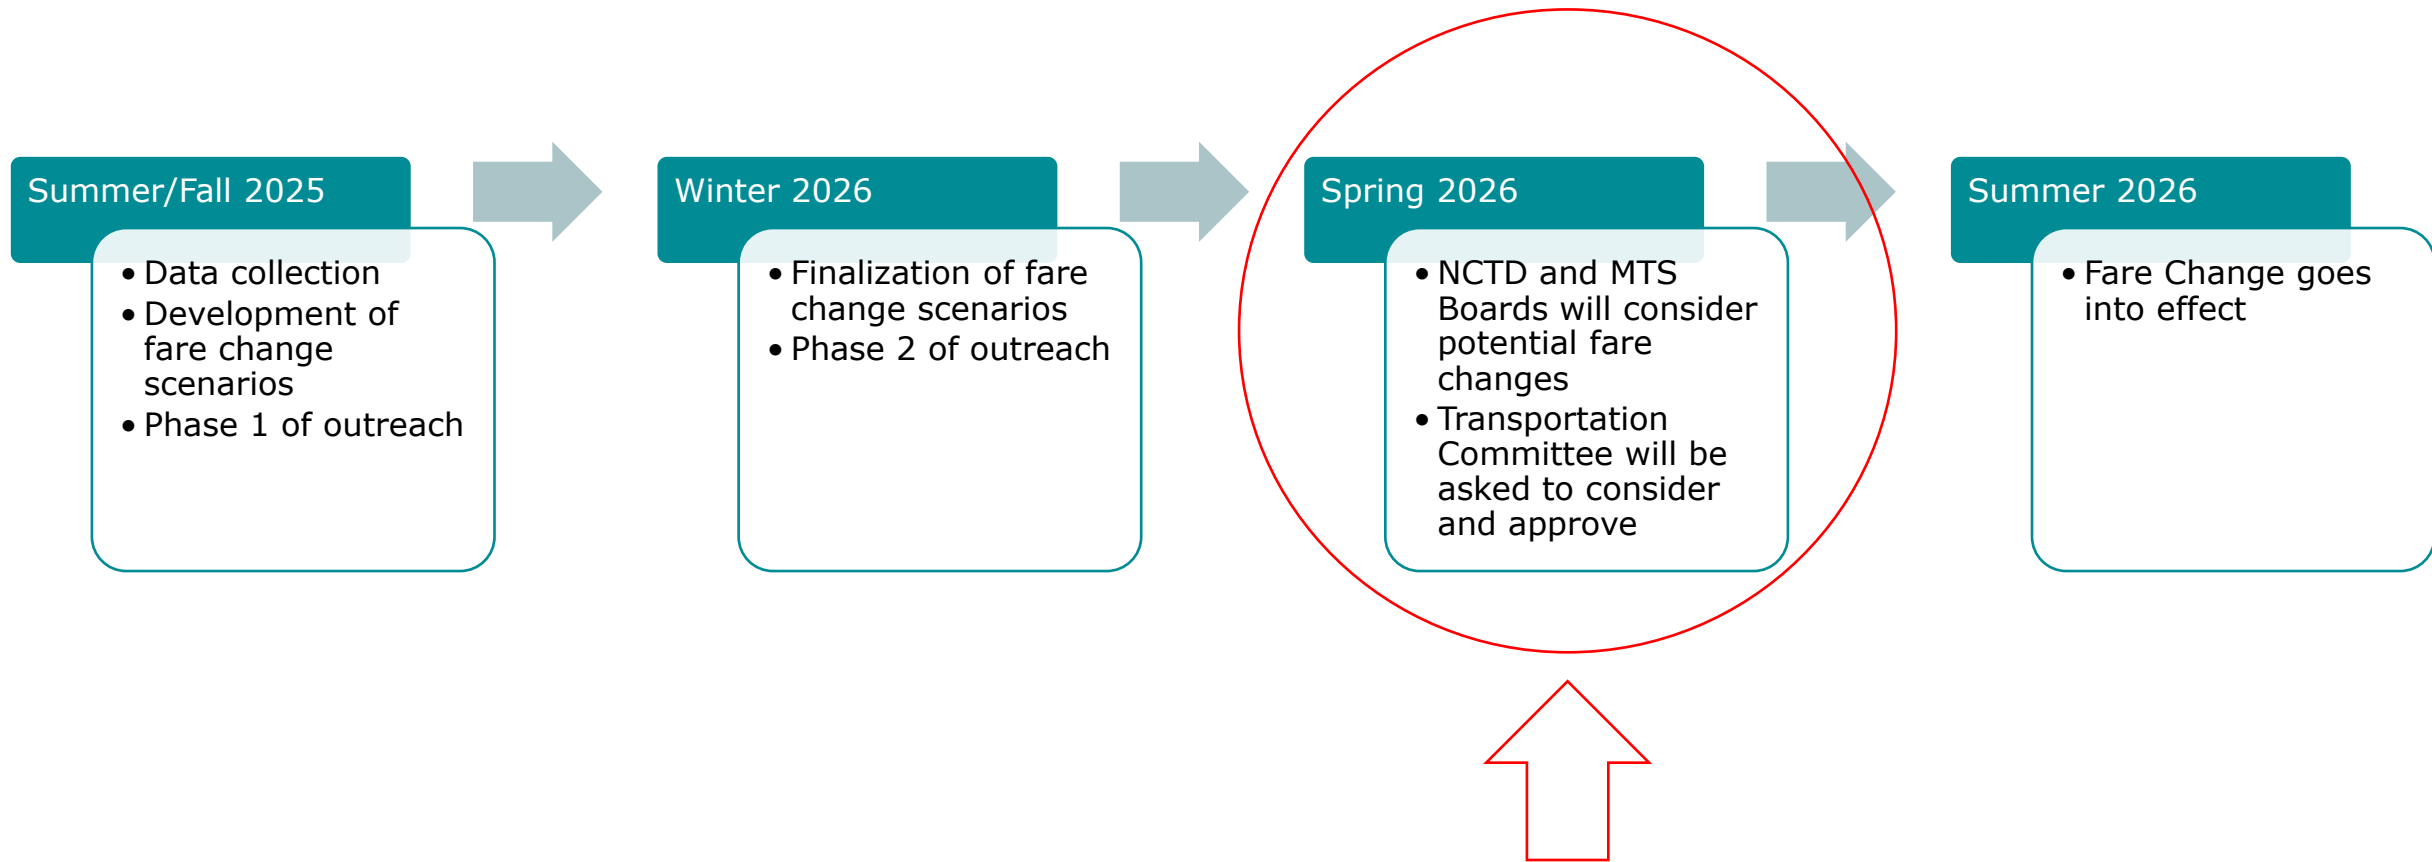 Summer/Fall 2025
• Data collection
• Development of
fare change
scenarios
• Phase 1 of outreach
Winter 2026
• Finalization of fare
change scenarios
• Phase 2 of outreach
Spring 2026
• NCTD and MTS
Boards will consider
potential fare
changes
• Transportation
Committee will be
asked to consider
and approve
Summer 2026
• Fare Change goes
into effect